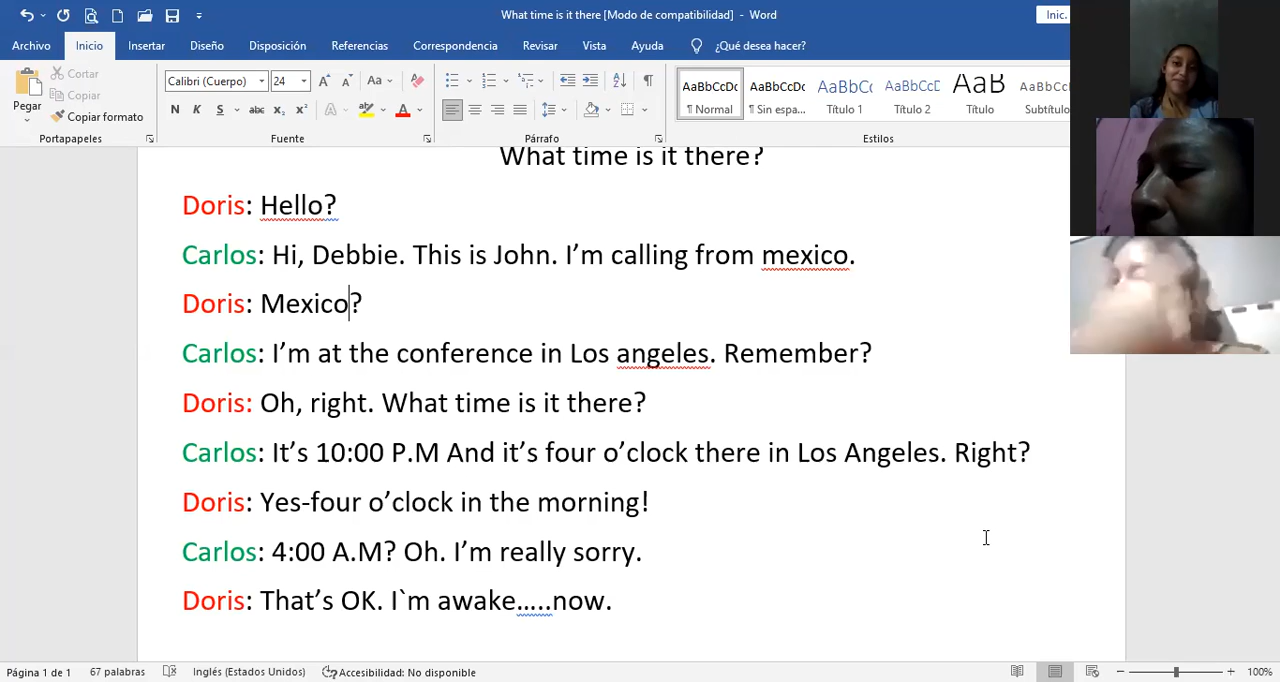 What time is it there [Modo de compatibilidad] - Word
Inic.
Archivo Inicio Insertar Diseño Disposición Referencias Correspondencia Revisar Vista Ayuda ¿Qué desea hacer?
Pegar
Cortar
Copiar
Copiar formato
Portapapeles
Calibri (Cuerpo) 24
N K S abc x₂ x²
Fuente
Párrafo
AaBbCcDc AaBbCcDc AaBbCc AaBbCcD AaB AaBbCcD
¶ Normal ¶ Sin espa... Título 1 Título 2 Título Subtítulo
Estilos
What time is it there?
Doris: Hello?
Carlos: Hi, Debbie. This is John. I’m calling from mexico.
Doris: Mexico?
Carlos: I’m at the conference in Los angeles. Remember?
Doris: Oh, right. What time is it there?
Carlos: It’s 10:00 P.M And it’s four o’clock there in Los Angeles. Right?
Doris: Yes-four o’clock in the morning!
Carlos: 4:00 A.M? Oh. I’m really sorry.
Doris: That’s OK. I`m awake…..now.
Página 1 de 1 67 palabras Inglés (Estados Unidos) Accesibilidad: No disponible 100%